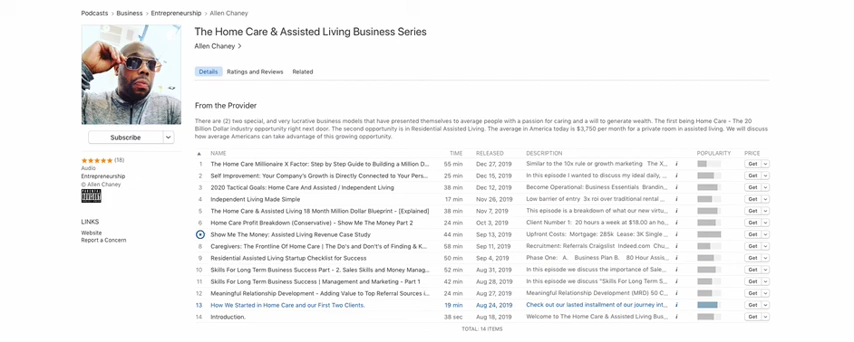 Podcasts > Business > Entrepreneurship > Allen Chaney
The Home Care & Assisted Living Business Series
Allen Chaney >
Details Ratings and Reviews Related
From the Provider
There are (2) two special, and very lucrative business models that have presented themselves to average people with a passion for caring and a will to generate wealth. The first being Home Care - The 20
Billion Dollar industry opportunity right next door. The second opportunity is in Residential Assisted Living. The average in America today is $3,750 per month for a private room in assisted living. We will discuss
how average Americans can take advantage of this growing opportunity.
Subscribe
(18)
Audio
Entrepreneurship
© Allen Chaney
EXPLICIT
LINKS
Website
Report a Concern
NAME TIME RELEASED DESCRIPTION POPULARITY PRICE
1 The Home Care Millionaire X Factor: Step by Step Guide to Building a Million D... 55 min Dec 27, 2019 Similar to the 10x rule or growth marketing The X... i Get
2 Self Improvement: Your Company's Growth is Directly Connected to Your Pers... 25 min Dec 15, 2019 In this episode I wanted to discuss my ideal daily, ... i Get
3 2020 Tactical Goals: Home Care And Assisted / Independent Living 38 min Dec 12, 2019 Become Operational: Business Essentials Brandin... i Get
4 Independent Living Made Simple 17 min Nov 26, 2019 Low barrier of entry 3x roi over traditional rental ... i Get
5 The Home Care & Assisted Living 18 Month Million Dollar Blueprint - [Explained] 38 min Nov 7, 2019 This episode is a breakdown of what our new virtu... i Get
6 Home Care Profit Breakdown (Conservative) - Show Me The Money Part 2 24 min Oct 3, 2019 Client Number 1: 20 hours a week at $18.00 an ho... i Get
Show Me The Money: Assisted Living Revenue Case Study 44 min Sep 13, 2019 Upfront Costs: Mortgage: 285k Lease: 3K Single ... i Get
8 Caregivers: The Frontline Of Home Care | The Do's and Don't's of Finding & K... 58 min Sep 11, 2019 Recruitment: Referrals Craigslist Indeed.com Chu... i Get
9 Residential Assisted Living Startup Checklist for Success 50 min Sep 4, 2019 Phase One: A. Business Plan B. 80 Hour Assis... i Get
10 Skills For Long Term Business Success Part - 2. Sales Skills and Money Manag... 52 min Aug 31, 2019 In this episode we discuss the importance of Sale... i Get
11 Skills For Long Term Business Success | Management and Marketing - Part 1 42 min Aug 28, 2019 In this episode we discuss "Skills For Long Term S... i Get
12 Meaningful Relationship Development - Adding Value to Top Referral Sources i... 24 min Aug 27, 2019 Meaningful Relationship Development (MRD) 50 C... i Get
13 How We Started in Home Care and our First Two Clients. 19 min Aug 24, 2019 Check out our lasted installment of our journey int... i Get
14 Introduction. 38 sec Aug 18, 2019 Welcome to The Home Care & Assisted Living Bus... i Get
TOTAL: 14 ITEMS